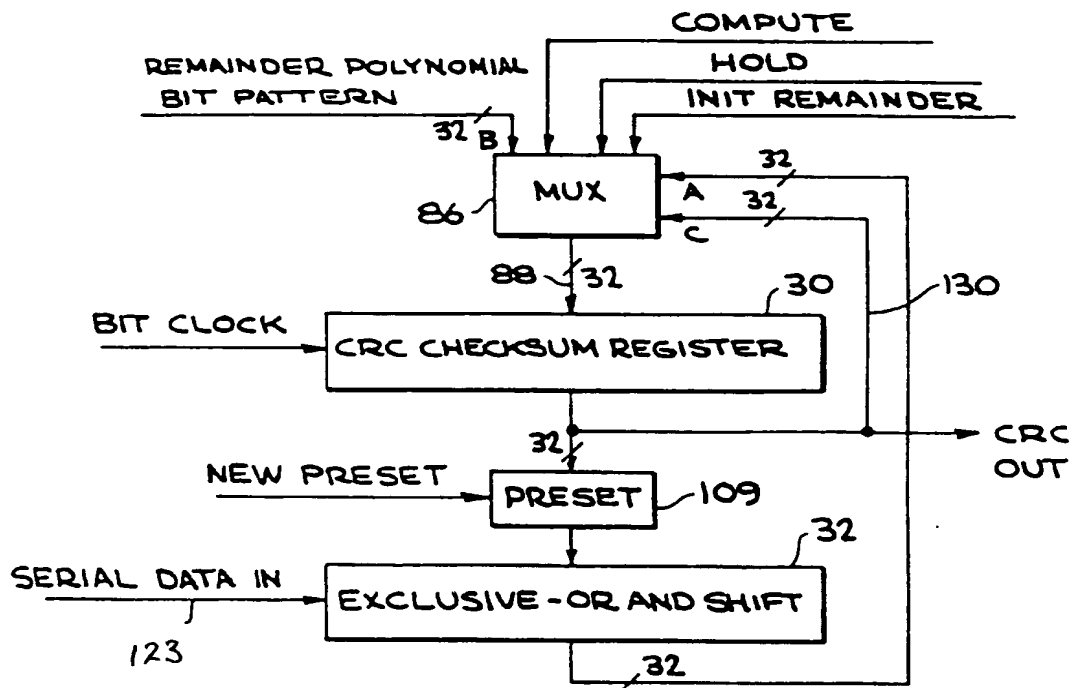 COMPUTE
HOLD
INIT REMAINDER
REMAINDER POLYNOMIAL
BIT PATTERN
32
B
MUX
86
32
A
32
C
88
32
30
130
BIT CLOCK
CRC CHECKSUM REGISTER
32
CRC
OUT
NEW PRESET
PRESET
109
32
SERIAL DATA IN
EXCLUSIVE-OR AND SHIFT
123
32